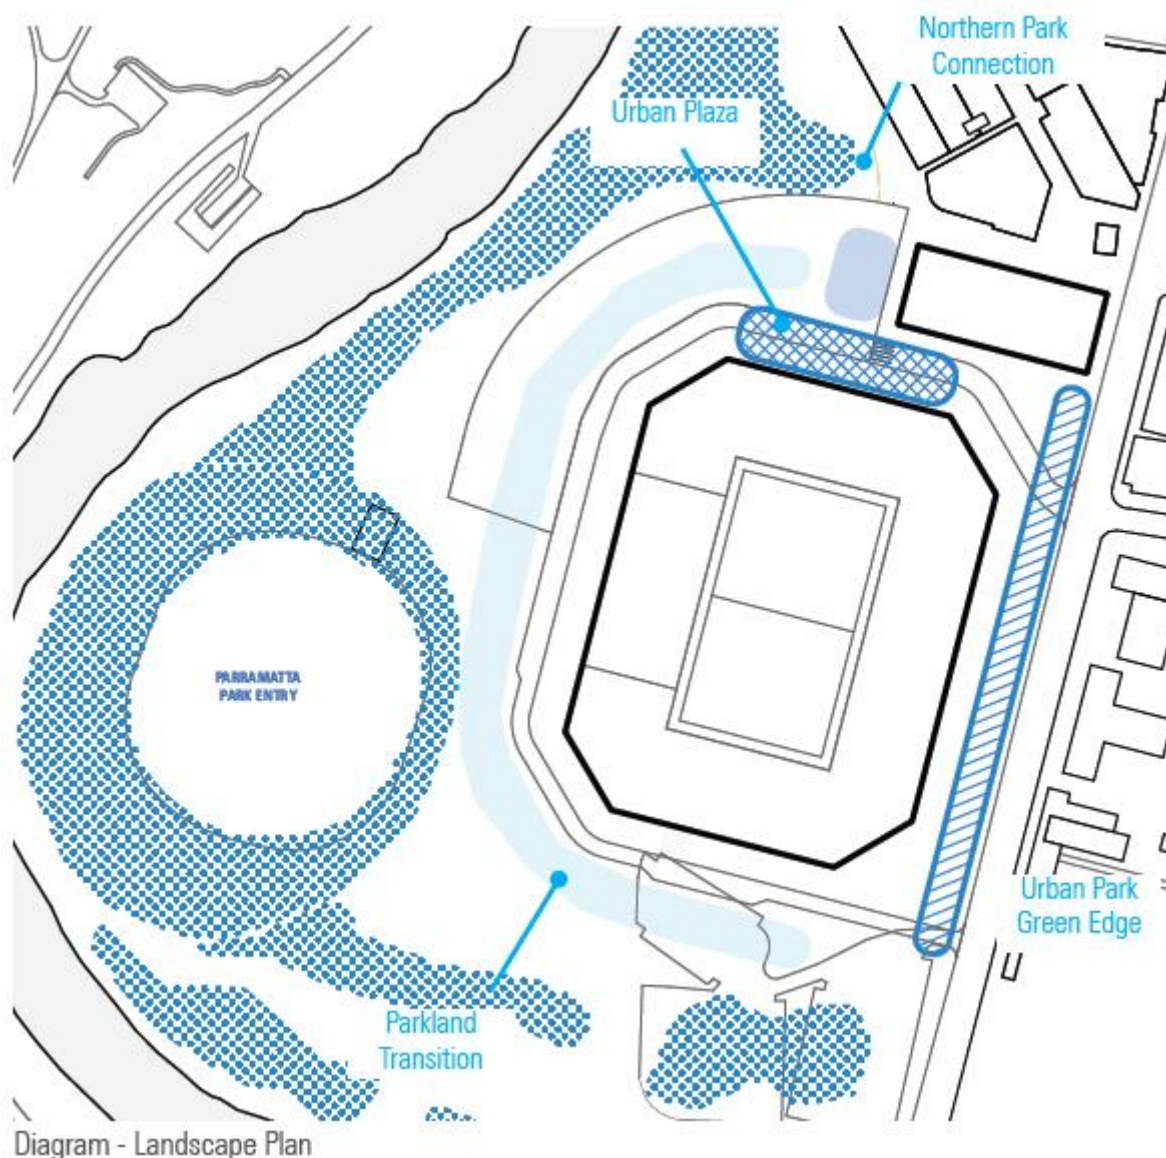 Northern Park
Connection
Urban Plaza
PARRAMATTA
PARK ENTRY
Urban Park
Green Edge
Parkland
Transition
Diagram - Landscape Plan